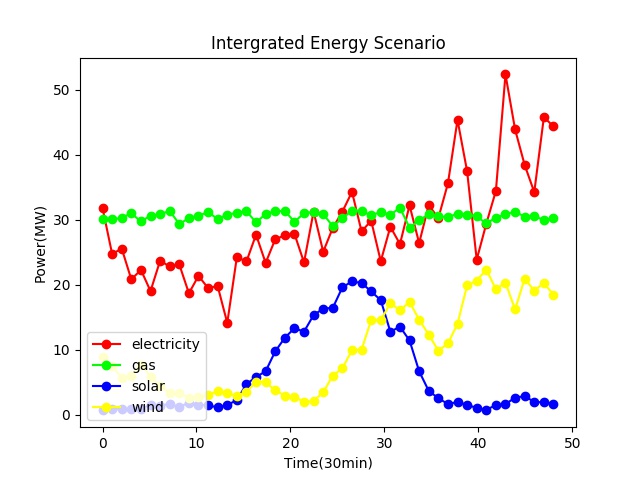 Intergrated Energy Scenario
Power(MW)
50
40
30
20
10
0
electricity
gas
solar
wind
0 10 20 30 40 50
Time(30min)